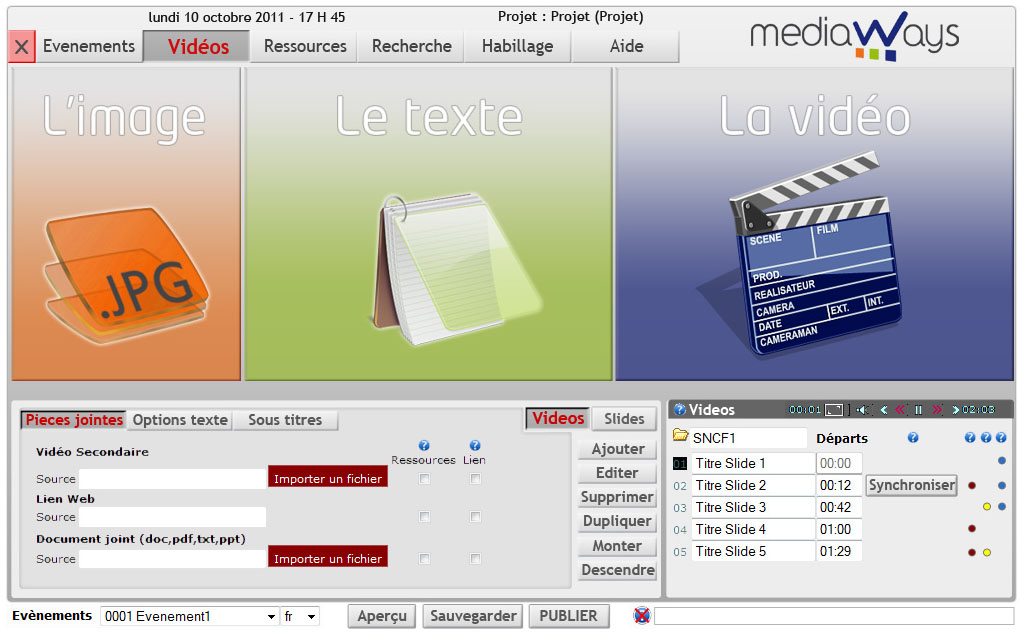 lundi 10 octobre 2011 - 17 H 45
Projet : Projet (Projet)
mediaWays
X Evenements Vidéos Ressources Recherche Habillage Aide
L'image
Le texte
La vidéo
.JPG
SCENE FILM
PROD.
REALISATEUR
CAMERA EXT. INT.
DATE
CAMERAMAN
Pieces jointes Options texte Sous titres
Vidéo Secondaire
Ressources Lien
Source Importer un fichier
Lien Web
Source
Document joint (doc,pdf,txt,ppt)
Source Importer un fichier
Videos Slides
Ajouter
Editer
Supprimer
Dupliquer
Monter
Descendre
? Videos 00:01 02:03
SNCF1 Départs
01 Titre Slide 1 00:00
02 Titre Slide 2 00:12 Synchroniser
03 Titre Slide 3 00:42
04 Titre Slide 4 01:00
05 Titre Slide 5 01:29
Evènements 0001 Evenement1 fr Aperçu Sauvegarder PUBLIER